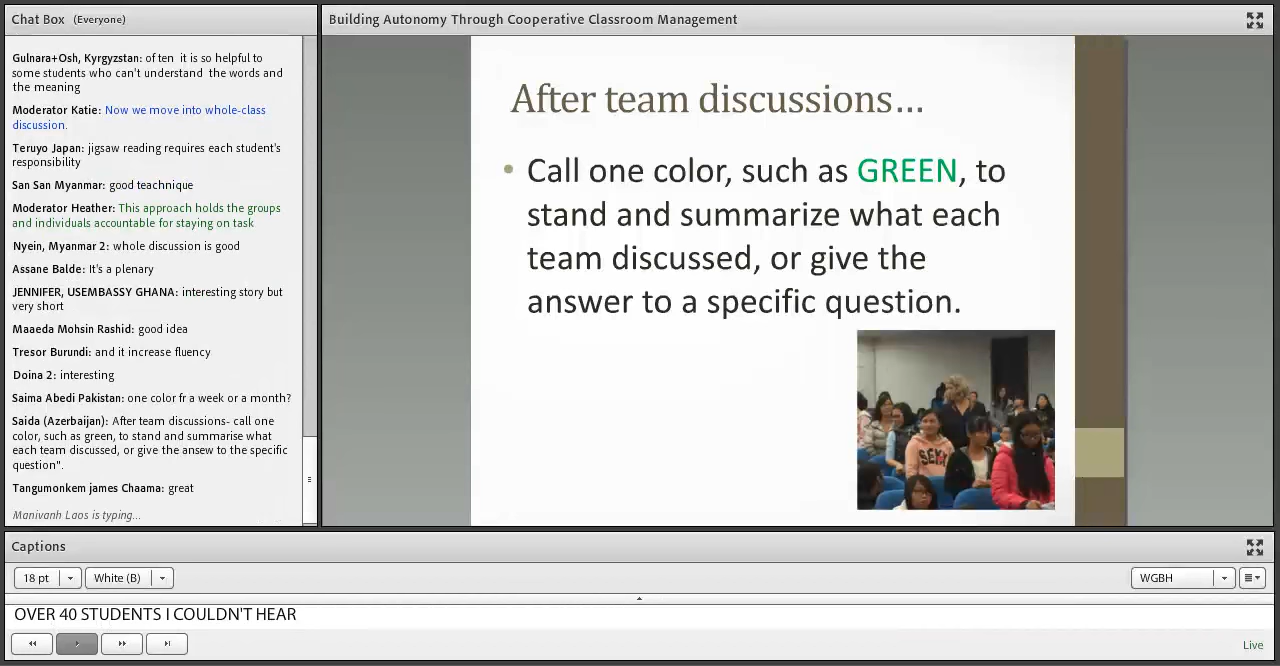 Chat Box (Everyone)
Gulnara+Osh, Kyrgyzstan: of ten it is so helpful to
some students who can't understand the words and
the meaning
Moderator Katie: Now we move into whole-class
discussion.
Teruyo Japan: jigsaw reading requires each student's
responsibility
San San Myanmar: good teachnique
Moderator Heather: This approach holds the groups
and individuals accountable for staying on task
Nyein, Myanmar 2: whole discussion is good
Assane Balde: It's a plenary
JENNIFER, USEMBASSY GHANA: interesting story but
very short
Maaeda Mohsin Rashid: good idea
Tresor Burundi: and it increase fluency
Doina 2: interesting
Saima Abedi Pakistan: one color fr a week or a month?
Saida (Azerbaijan): After team discussions- call one
color, such as green, to stand and summarise what
each team discussed, or give the ansew to the specific
question".
Tangumonkem james Chaama: great
Manivanh Laos is typing...
Building Autonomy Through Cooperative Classroom Management
After team discussions...
• Call one color, such as GREEN, to
stand and summarize what each
team discussed, or give the
answer to a specific question.
Captions
18 pt White (B) WGBH
OVER 40 STUDENTS I COULDN'T HEAR
Live